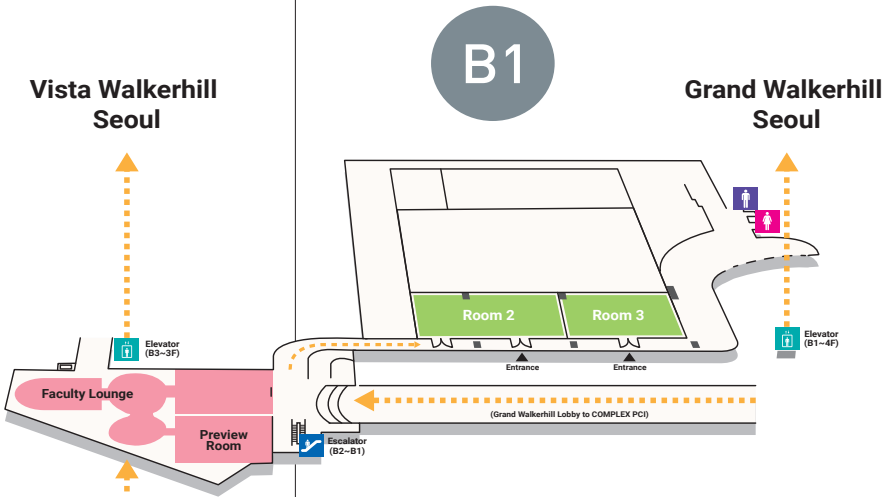 B1
Vista Walkerhill
Seoul
Grand Walkerhill
Seoul
Room 2
Room 3
Elevator
(B3~3F)
Elevator
(B1~4F)
Entrance
Entrance
Faculty Lounge
(Grand Walkerhill Lobby to COMPLEX PCI)
Preview
Room
Escalator
(B2~B1)